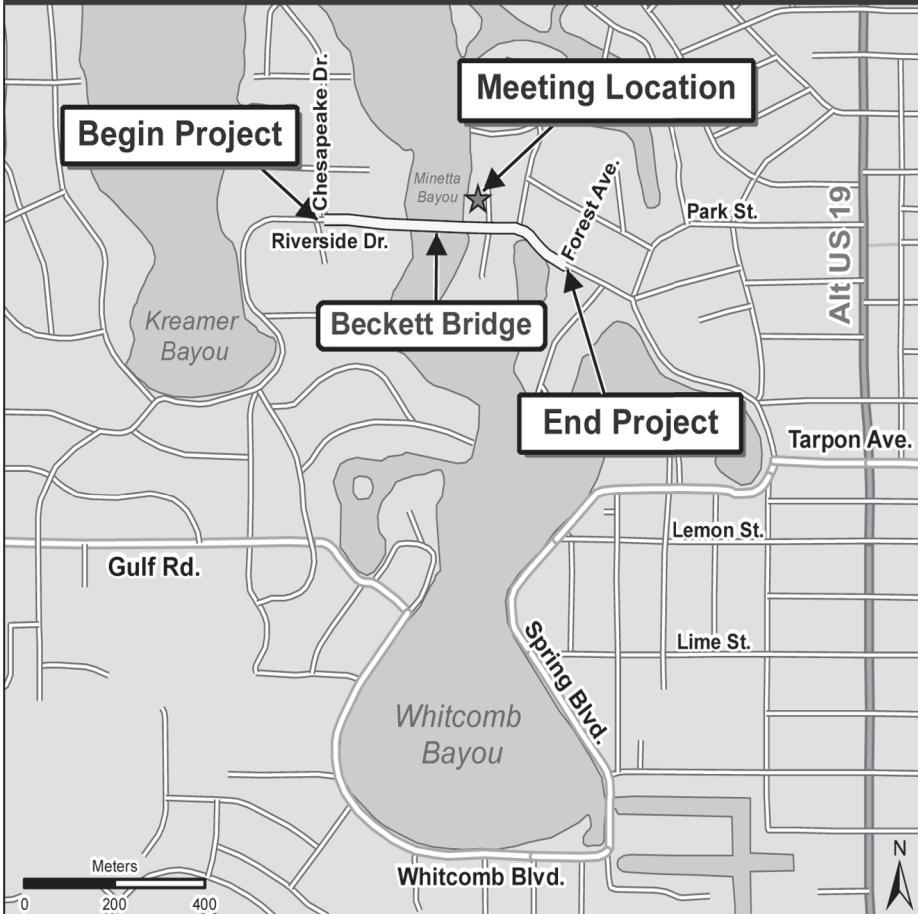 Meeting Location
Begin Project
Chesapeake Dr.
Minetta
Bayou
Forest Ave.
Park St.
Alt US 19
Riverside Dr.
Beckett Bridge
Kreamer
Bayou
End Project
Tarpon Ave.
Lemon St.
Gulf Rd.
Spring Blvd.
Lime St.
Whitcomb
Bayou
Whitcomb Blvd.
Meters
0 200 400
N